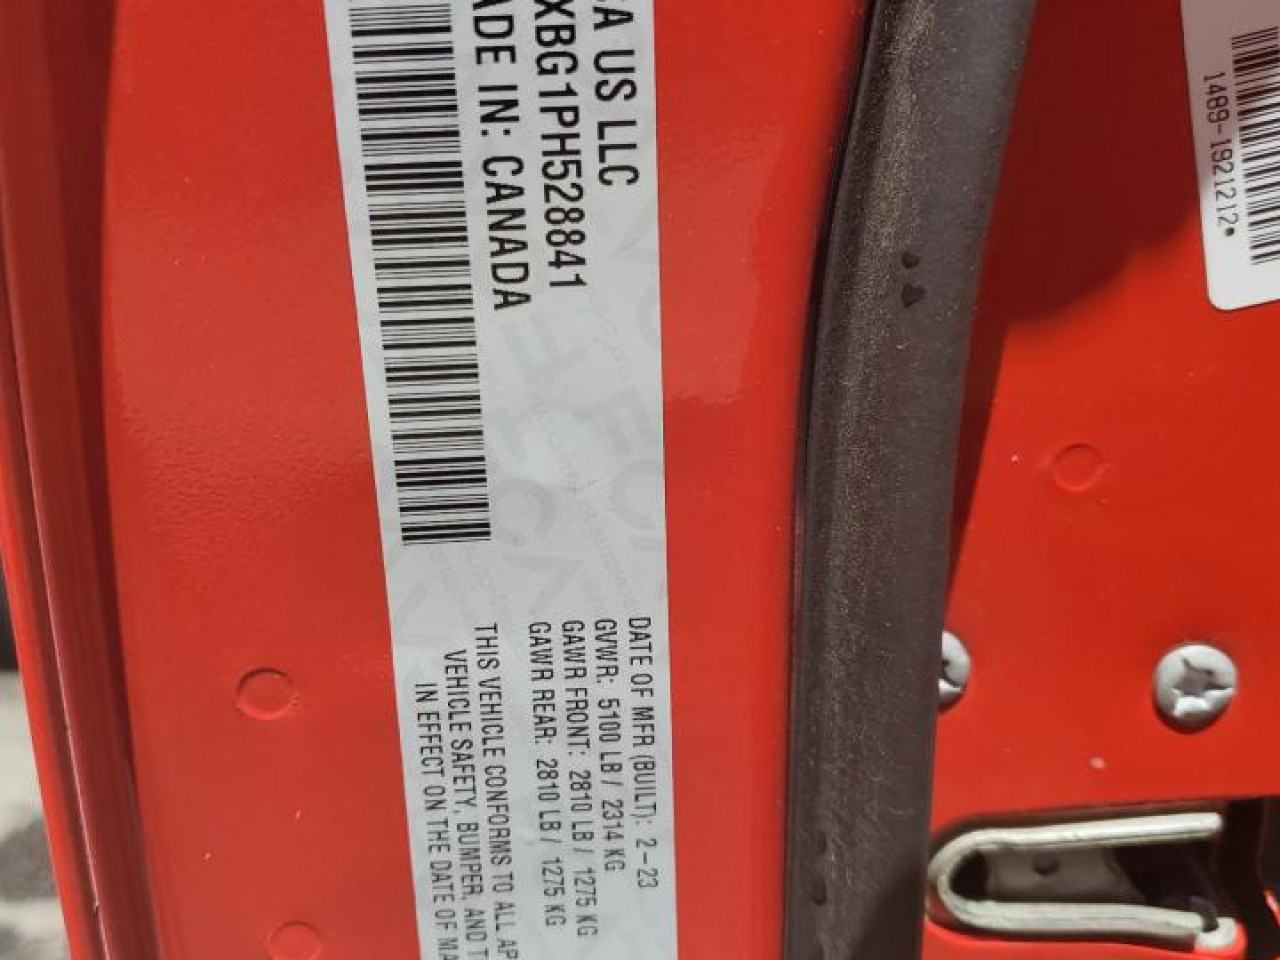 CA US LLC
XBG1PH528841
ADE IN: CANADA
DATE OF MFR (BUILT): 2-23
GVWR: 5100 LB / 2314 KG
GAWR FRONT: 2810 LB / 1275 KG
GAWR REAR: 2810 LB / 1275 KG
THIS VEHICLE CONFORMS TO ALL AP
VEHICLE SAFETY, BUMPER, AND T
IN EFFECT ON THE DATE OF MA
1489-1921212•